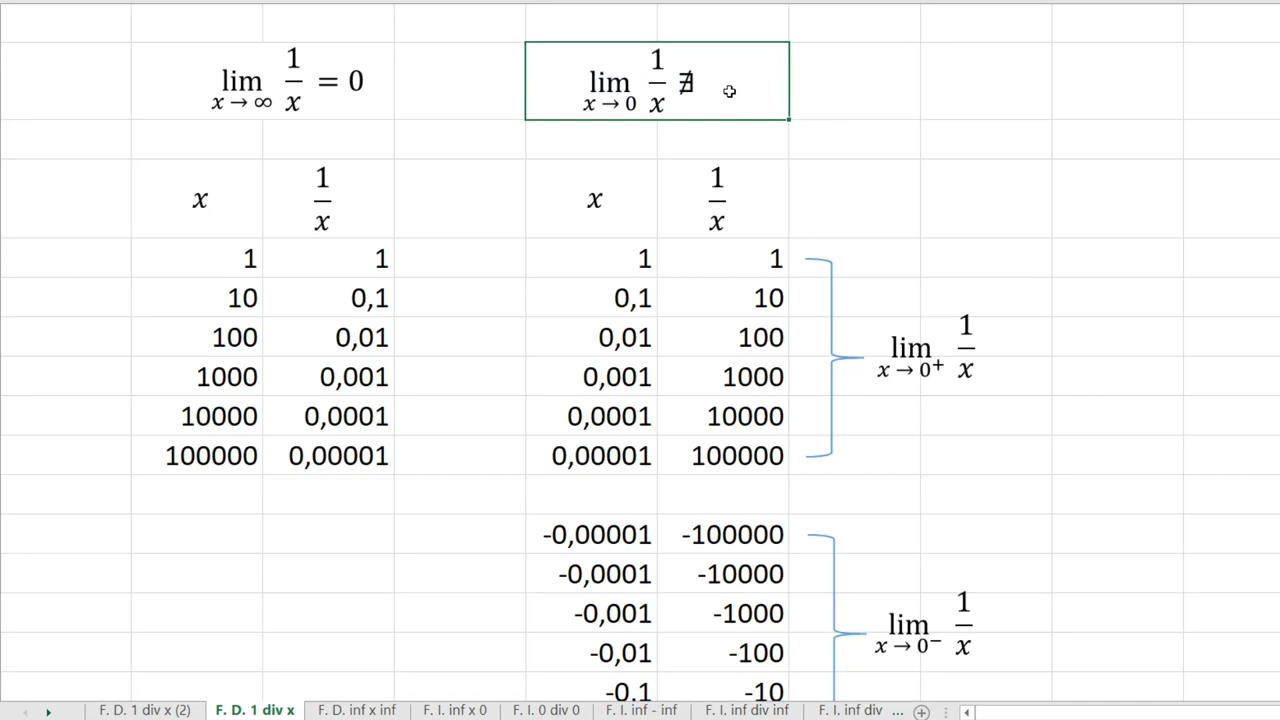 lim x→∞ 1/x = 0
lim x→0 1/x ∄
x 1/x
x 1/x
1 1 1 1
10 0,1 0,1 10
100 0,01 0,01 100
1000 0,001 0,001 1000
10000 0,0001 0,0001 10000
100000 0,00001 0,00001 100000
lim x→0⁺ 1/x
-0,00001 -100000
-0,0001 -10000
-0,001 -1000
-0,01 -100
-0,1 -10
lim x→0⁻ 1/x
F. D. 1 div x (2) F. D. 1 div x F. D. inf x inf F. I. inf x 0 F. I. 0 div 0 F. I. inf - inf F. I. inf div inf F. I. inf div ...